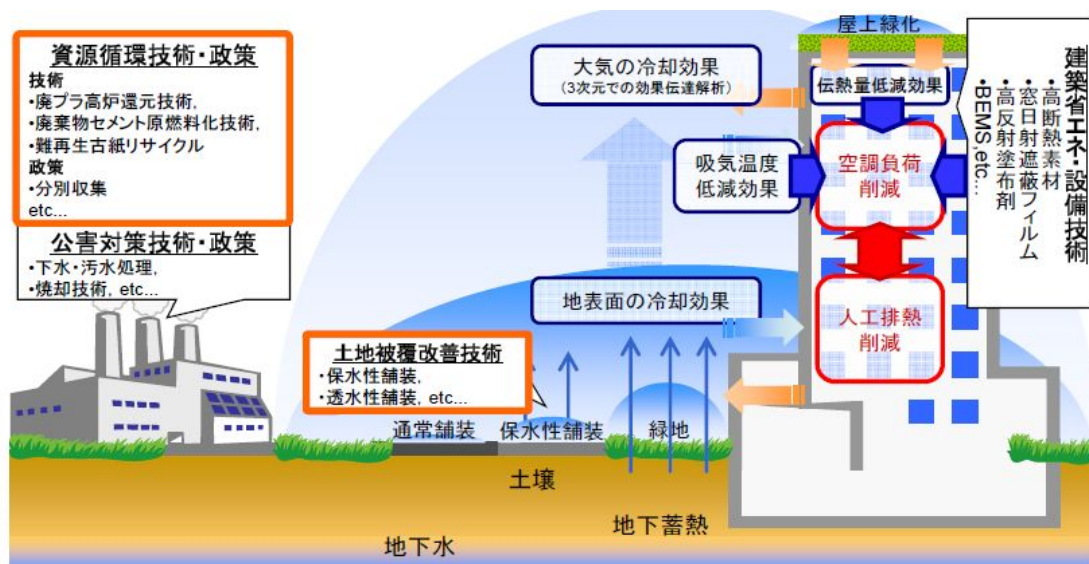 資源循環技術・政策
技術
・廃プラ高炉還元技術,
・廃棄物セメント原燃料化技術,
・難再生古紙リサイクル
政策
・分別収集
etc...
公害対策技術・政策
・下水・汚水処理,
・焼却技術, etc...
土地被覆改善技術
・保水性舗装,
・透水性舗装, etc...
大気の冷却効果
(3次元での効果伝達解析)
吸気温度
低減効果
地表面の冷却効果
屋上緑化
伝熱量低減効果
空調負荷
削減
人工排熱
削減
建築省エネ・設備技術
・高断熱素材
・窓日射遮蔽フィルム
・高反射塗布剤
・BEMS,etc...
通常舗装
保水性舗装
緑地
土壌
地下蓄熱
地下水